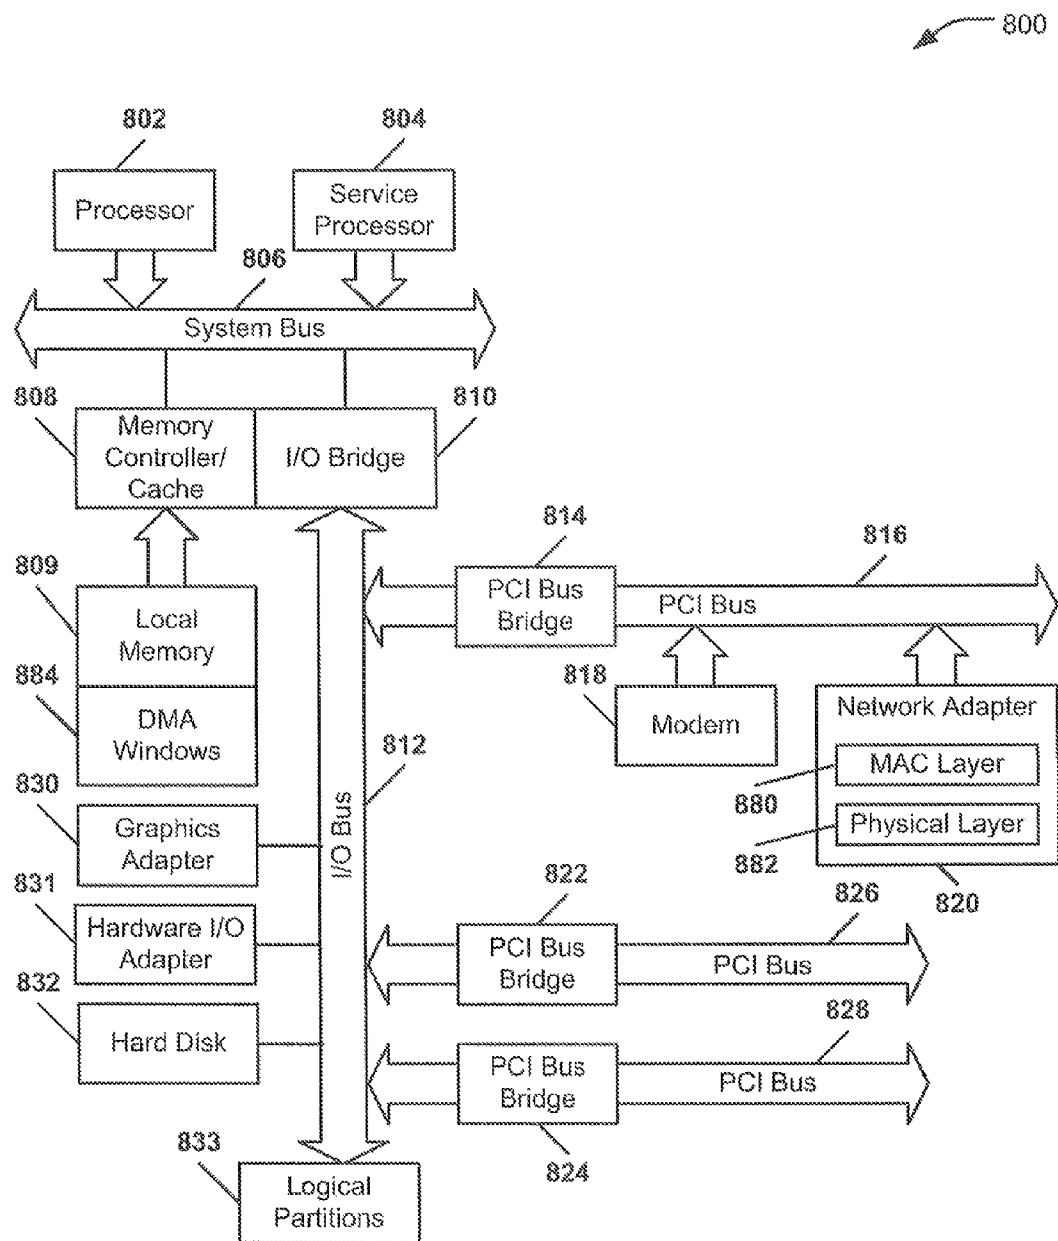 800
802
804
Processor
Service
Processor
806
System Bus
808
810
Memory
Controller/
Cache
I/O Bridge
814
816
809
PCI Bus
Bridge
PCI Bus
Local
Memory
884
818
DMA
Windows
812
Modem
Network Adapter
MAC Layer
880
830
Physical Layer
Graphics
Adapter
I/O Bus
882
831
822
826
820
Hardware I/O
Adapter
PCI Bus
Bridge
PCI Bus
832
828
Hard Disk
PCI Bus
Bridge
PCI Bus
833
824
Logical
Partitions